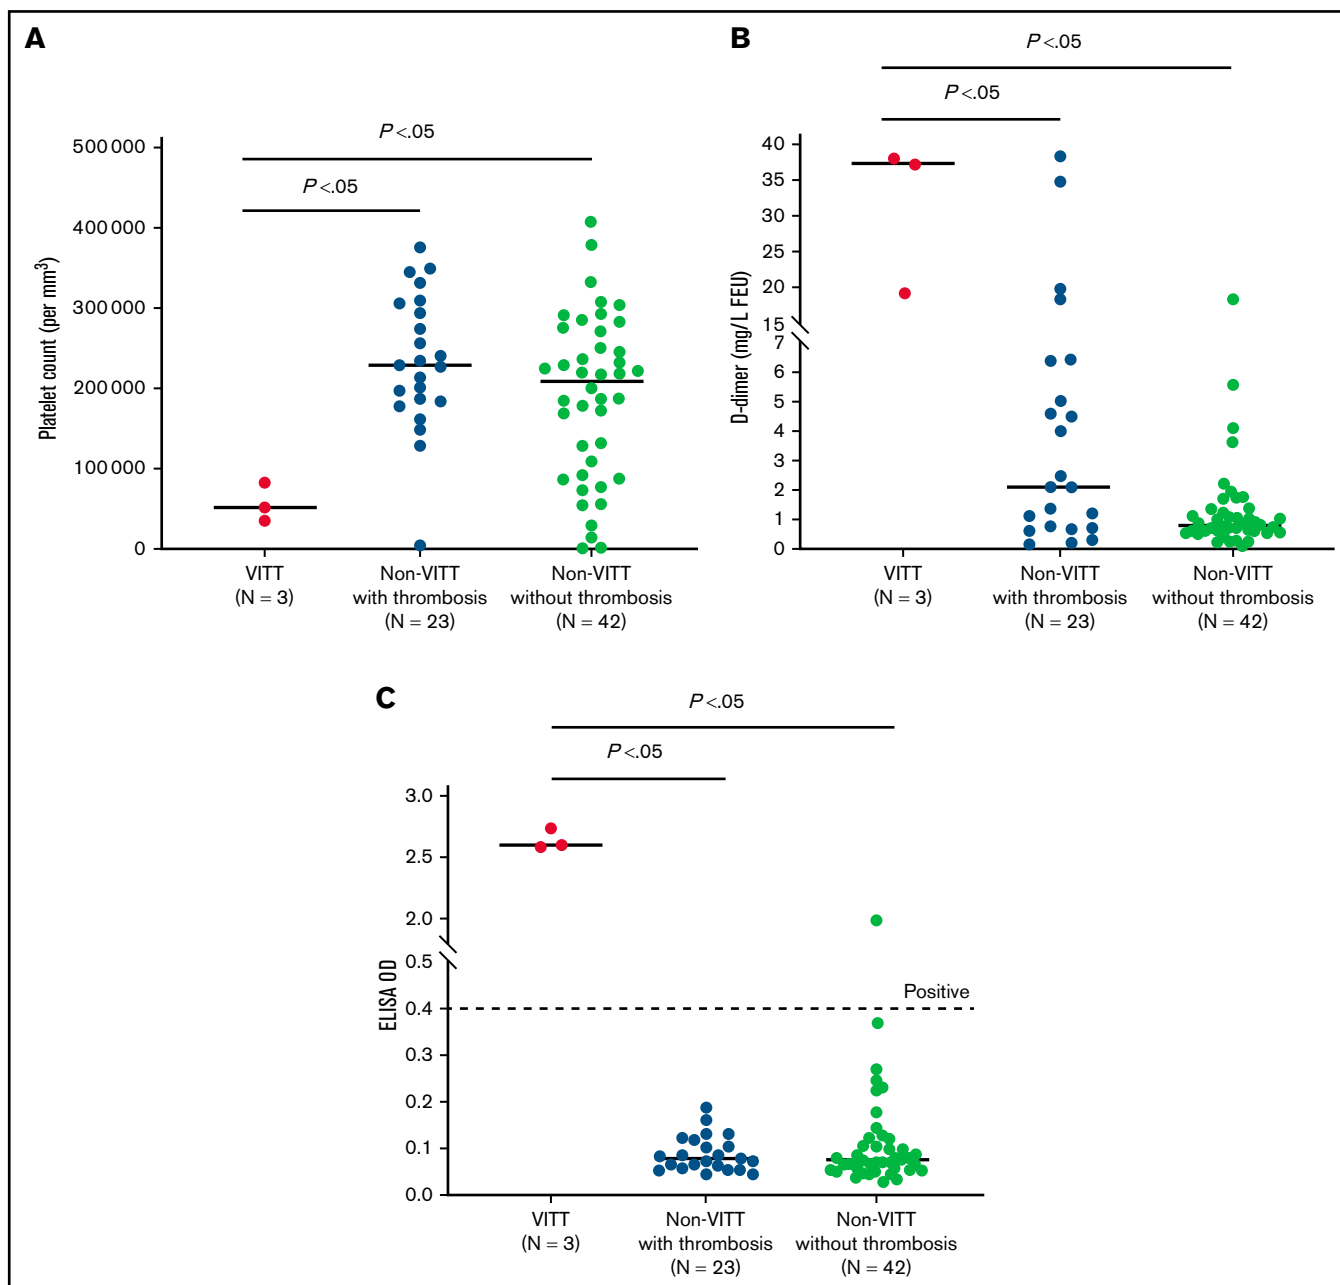 A
P <.05
P <.05
Platelet count (per mm³)
500 000
400 000
300 000
200 000
100 000
0
VITT
(N = 3)
Non-VITT
with thrombosis
(N = 23)
Non-VITT
without thrombosis
(N = 42)
B
P <.05
P <.05
D-dimer (mg/L FEU)
40
35
30
25
20
15
7
6
5
4
3
2
1
0
VITT
(N = 3)
Non-VITT
with thrombosis
(N = 23)
Non-VITT
without thrombosis
(N = 42)
C
P <.05
P <.05
ELISA OD
3.0
2.5
2.0
0.5
0.4
0.3
0.2
0.1
0.0
Positive
VITT
(N = 3)
Non-VITT
with thrombosis
(N = 23)
Non-VITT
without thrombosis
(N = 42)